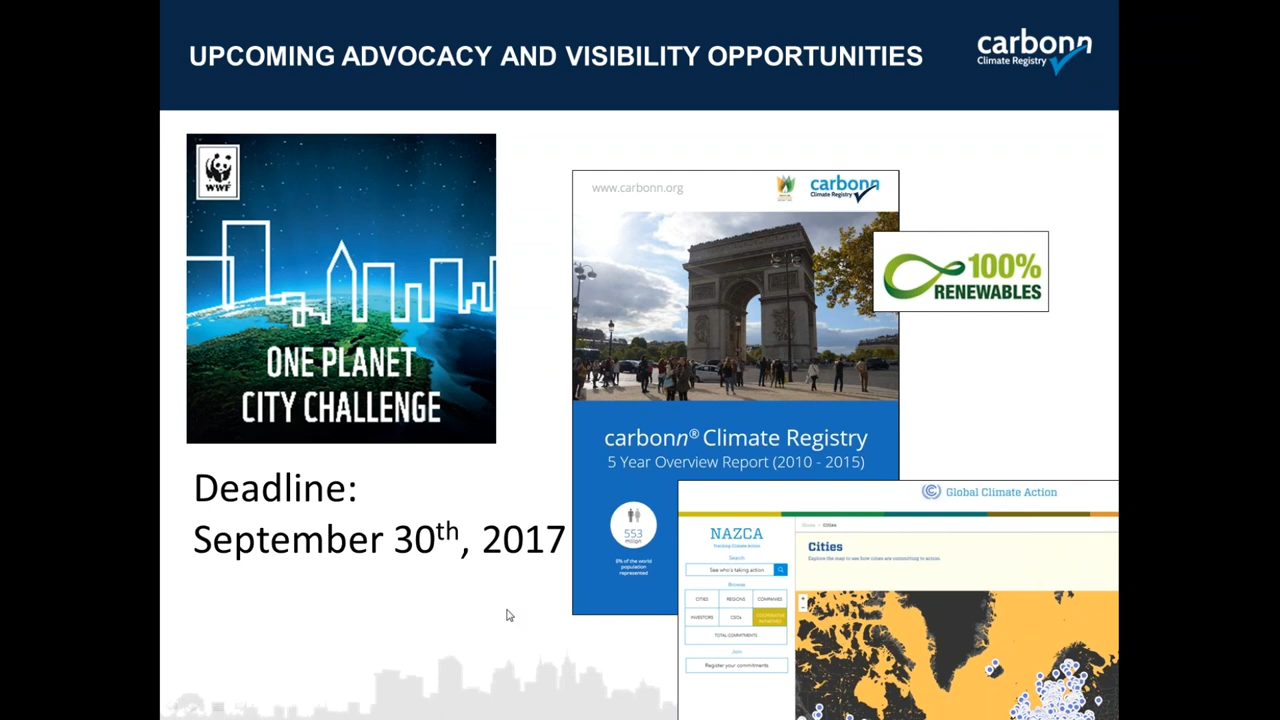 UPCOMING ADVOCACY AND VISIBILITY OPPORTUNITIES
carbonn
Climate Registry
WWF
ONE PLANET
CITY CHALLENGE
Deadline:
September 30th, 2017
www.carbonn.org
carbonn
Climate Registry
100%
RENEWABLES
carbonn® Climate Registry
5 Year Overview Report (2010 - 2015)
553
million
8% of the world
population
represented
Global Climate Action
NAZCA
Tracking Climate Action
Search
See who's taking action
Browse
CITIES
REGIONS
COMPANIES
INVESTORS
CSOs
COOPERATIVE
INITIATIVES
TOTAL COMMITMENTS
Join
Register your commitments
Home
Cities
Cities
Explore the map to see how cities are committing to action.